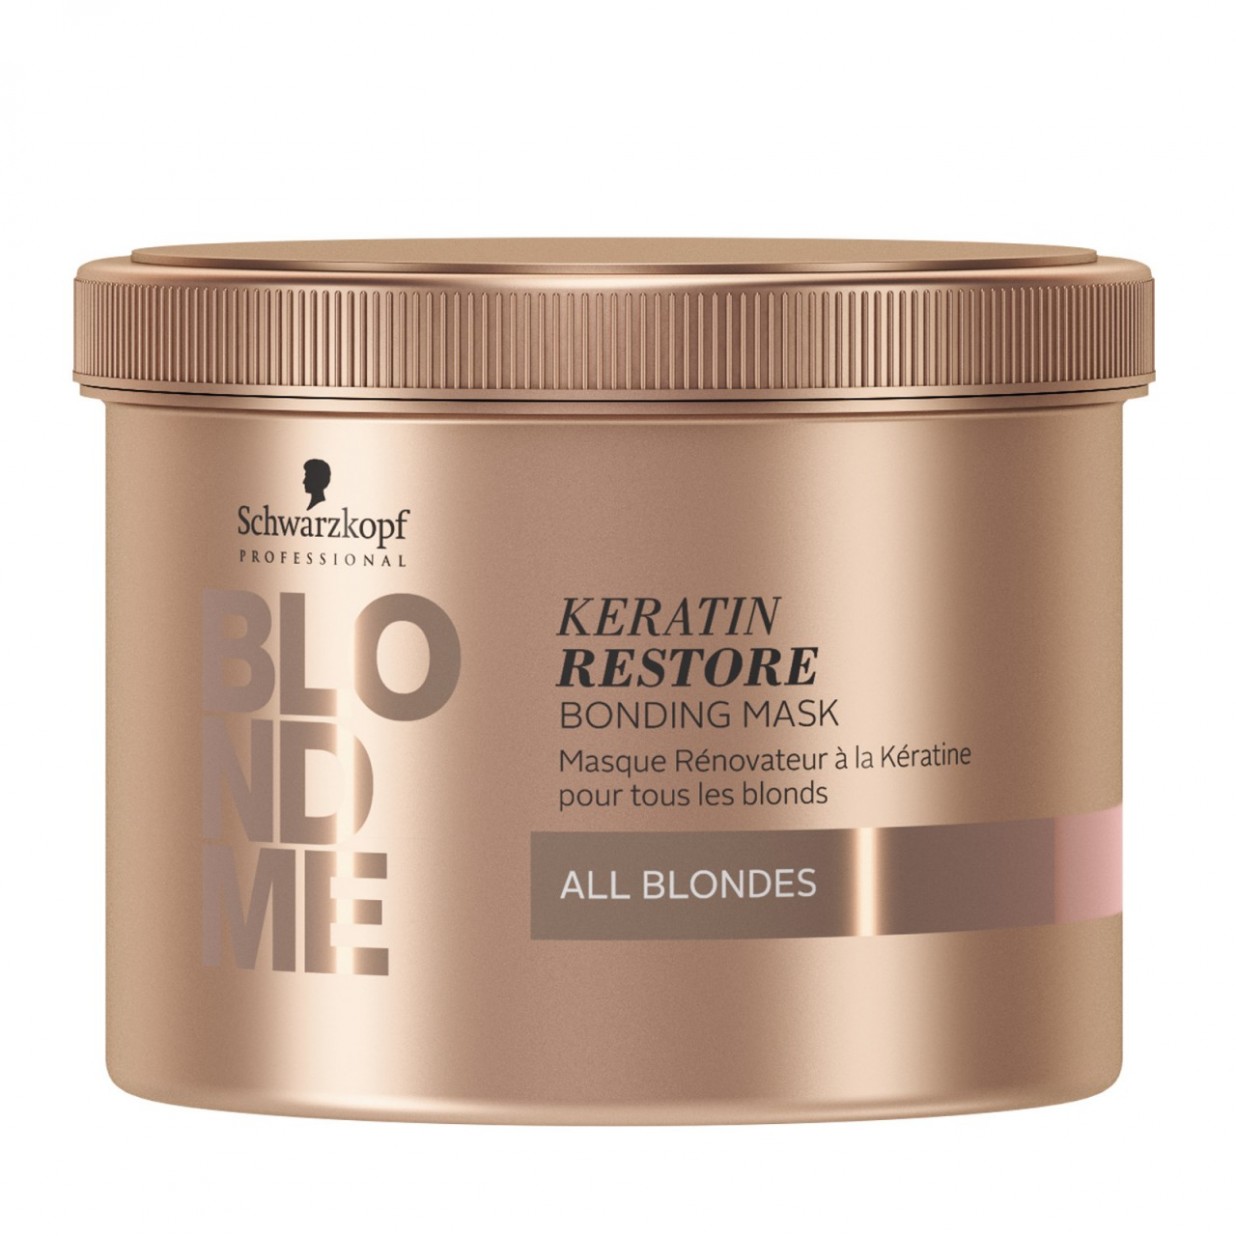 Schwarzkopf
PROFESSIONAL
BLO
ND
ME
KERATIN
RESTORE
BONDING MASK
Masque Rénovateur à la Kératine
pour tous les blonds
ALL BLONDES